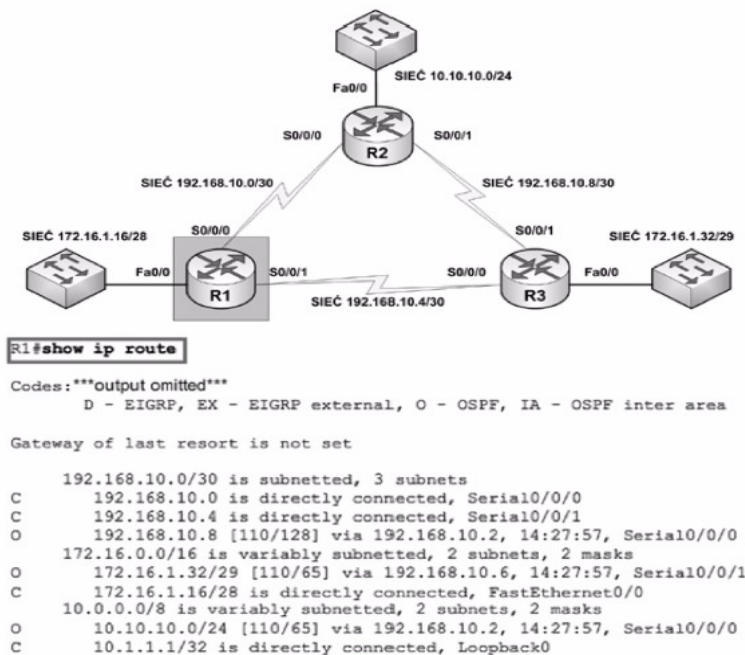 SIEĆ 10.10.10.0/24
Fa0/0
S0/0/0
S0/0/1
R2
SIEĆ 192.168.10.0/30
SIEĆ 192.168.10.8/30
SIEĆ 172.16.1.16/28
S0/0/0
S0/0/1
SIEĆ 172.16.1.32/29
Fa0/0
S0/0/1
S0/0/0
Fa0/0
R1
R3
SIEĆ 192.168.10.4/30
R1#show ip route
Codes:***output omitted***
D - EIGRP, EX - EIGRP external, O - OSPF, IA - OSPF inter area
Gateway of last resort is not set
192.168.10.0/30 is subnetted, 3 subnets
C 192.168.10.0 is directly connected, Serial0/0/0
C 192.168.10.4 is directly connected, Serial0/0/1
O 192.168.10.8 [110/128] via 192.168.10.2, 14:27:57, Serial0/0/0
172.16.0.0/16 is variably subnetted, 2 subnets, 2 masks
O 172.16.1.32/29 [110/65] via 192.168.10.6, 14:27:57, Serial0/0/1
C 172.16.1.16/28 is directly connected, FastEthernet0/0
10.0.0.0/8 is variably subnetted, 2 subnets, 2 masks
O 10.10.10.0/24 [110/65] via 192.168.10.2, 14:27:57, Serial0/0/0
C 10.1.1.1/32 is directly connected, Loopback0